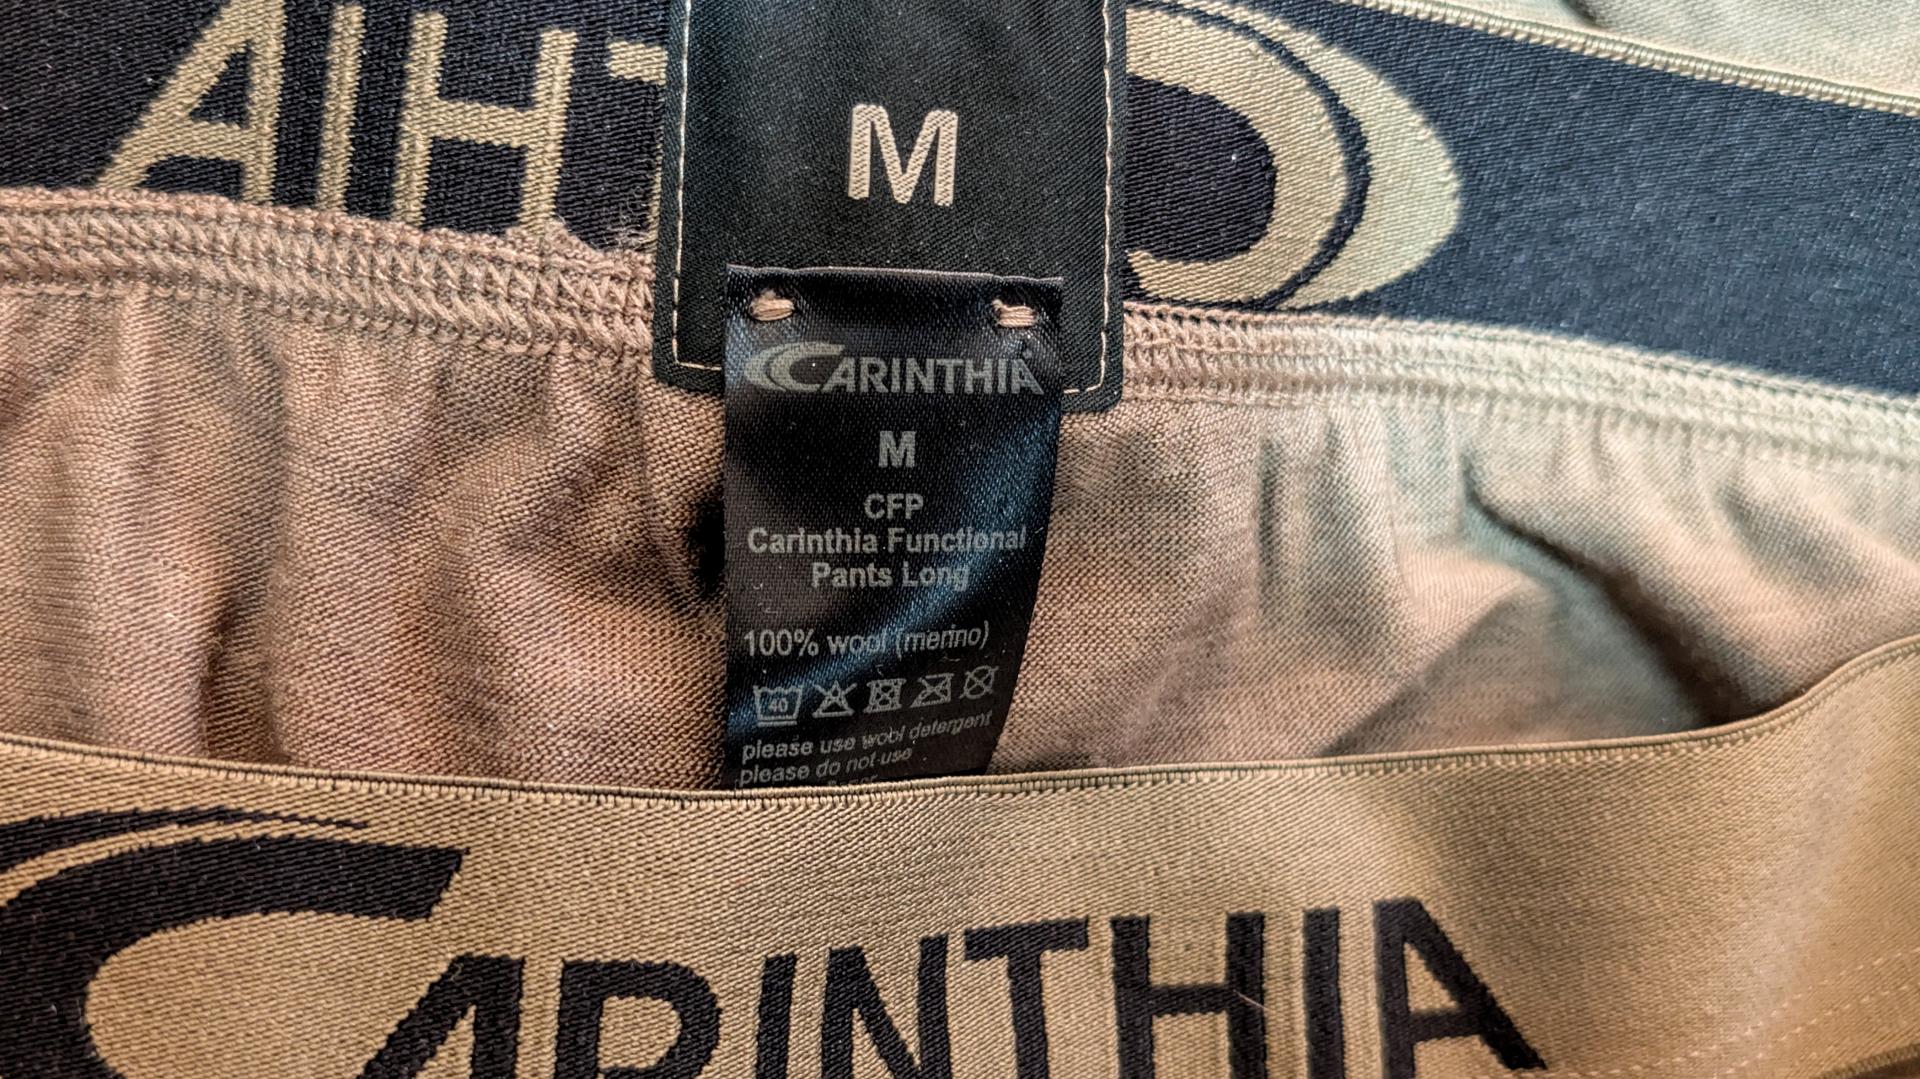 M
CARINTHIA
M
CFP
Carinthia Functional
Pants Long
100% wool (merino)
40
please use wool detergent
please do not use
CARINTHIA